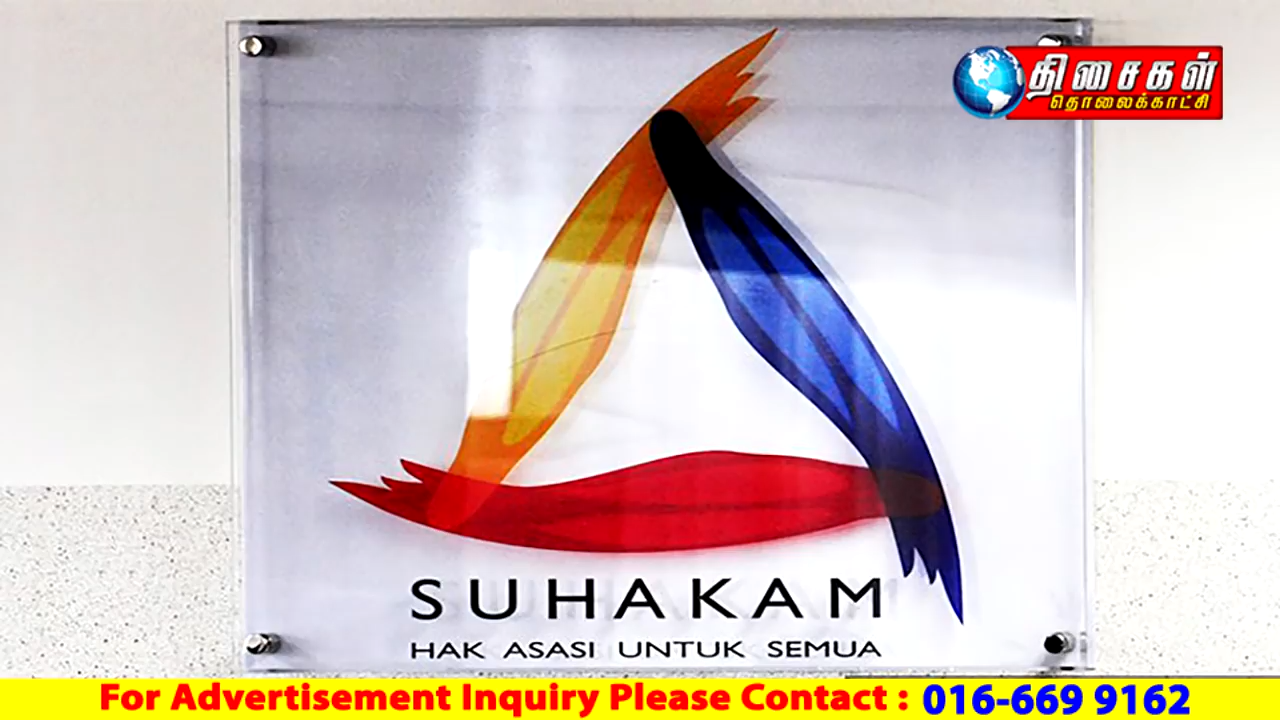 திசைகள்
தொலைக்காட்சி
SUHAKAM
HAK ASASI UNTUK SEMUA
For Advertisement Inquiry Please Contact : 016-669 9162